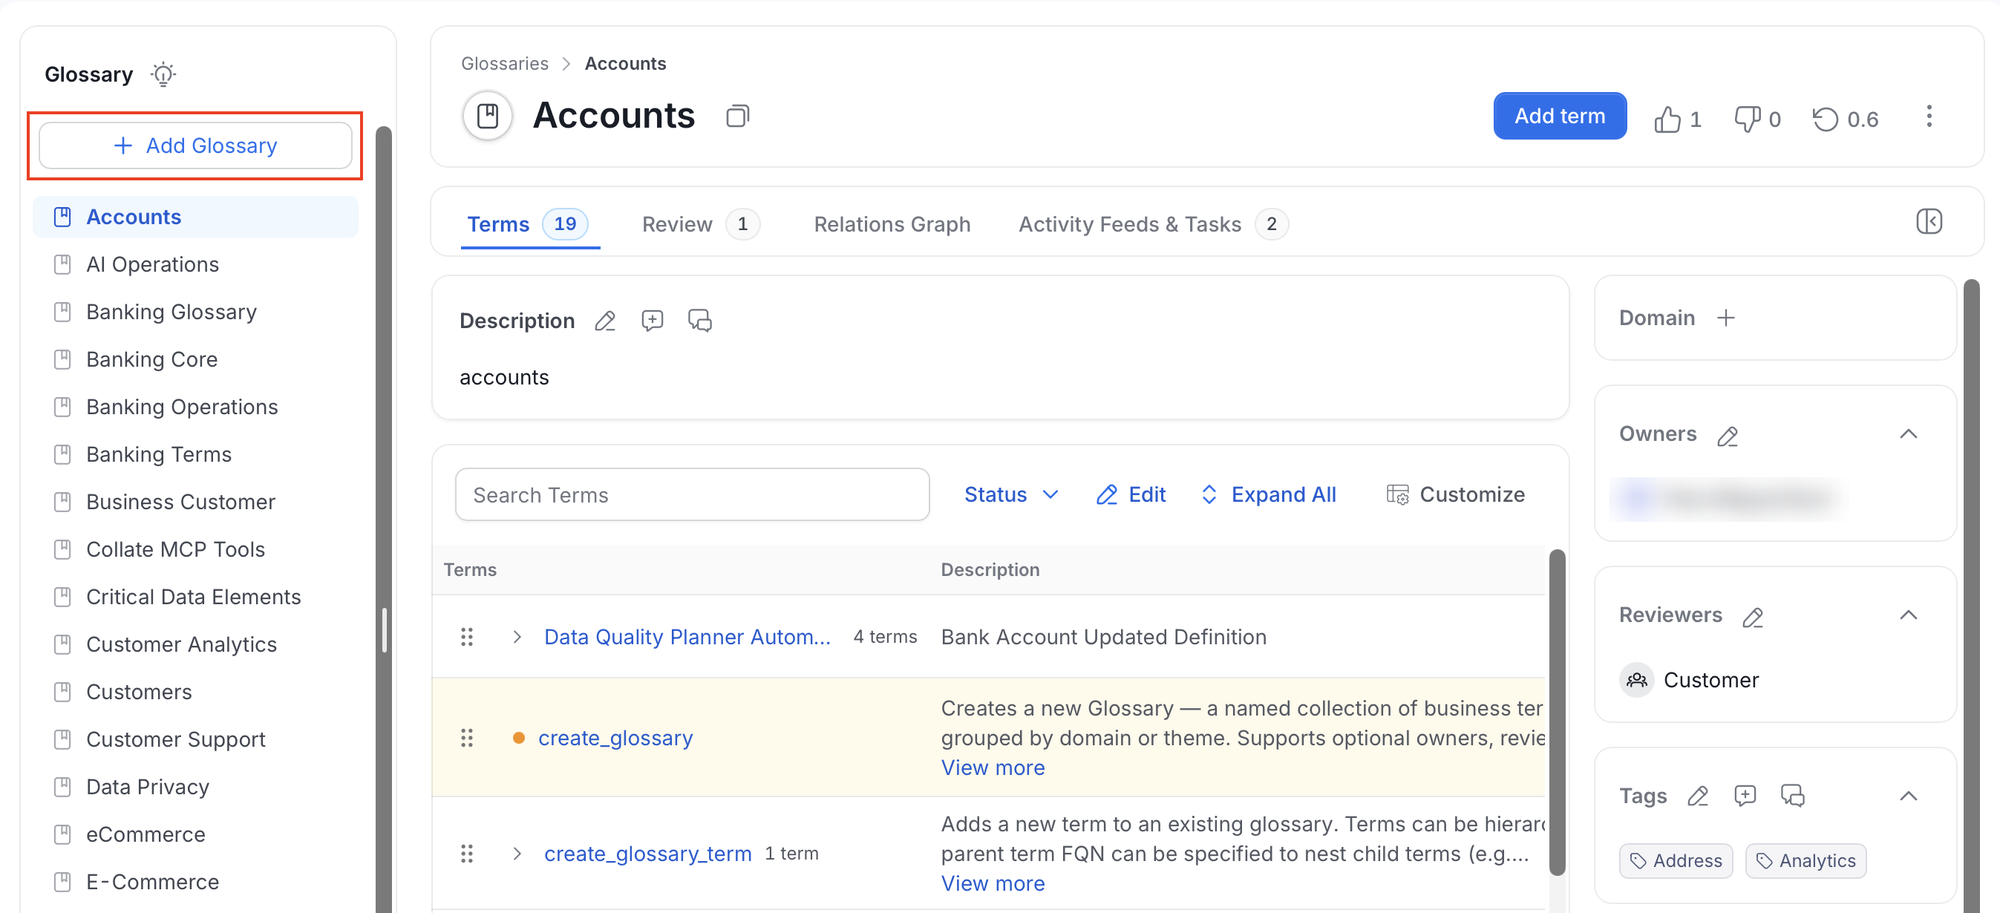 Glossary
+ Add Glossary
Accounts
AI Operations
Banking Glossary
Banking Core
Banking Operations
Banking Terms
Business Customer
Collate MCP Tools
Critical Data Elements
Customer Analytics
Customers
Customer Support
Data Privacy
eCommerce
E-Commerce
Glossaries > Accounts
Accounts
Add term
1
0
0.6
Terms 19
Review 1
Relations Graph
Activity Feeds & Tasks 2
Description
accounts
Search Terms
Status
Edit
Expand All
Customize
Terms
Description
Data Quality Planner Autom... 4 terms
Bank Account Updated Definition
create_glossary
Creates a new Glossary — a named collection of business ter
grouped by domain or theme. Supports optional owners, revie
View more
create_glossary_term 1 term
Adds a new term to an existing glossary. Terms can be hierarc
parent term FQN can be specified to nest child terms (e.g....
View more
Domain +
Owners
Reviewers
Customer
Tags
Address
Analytics